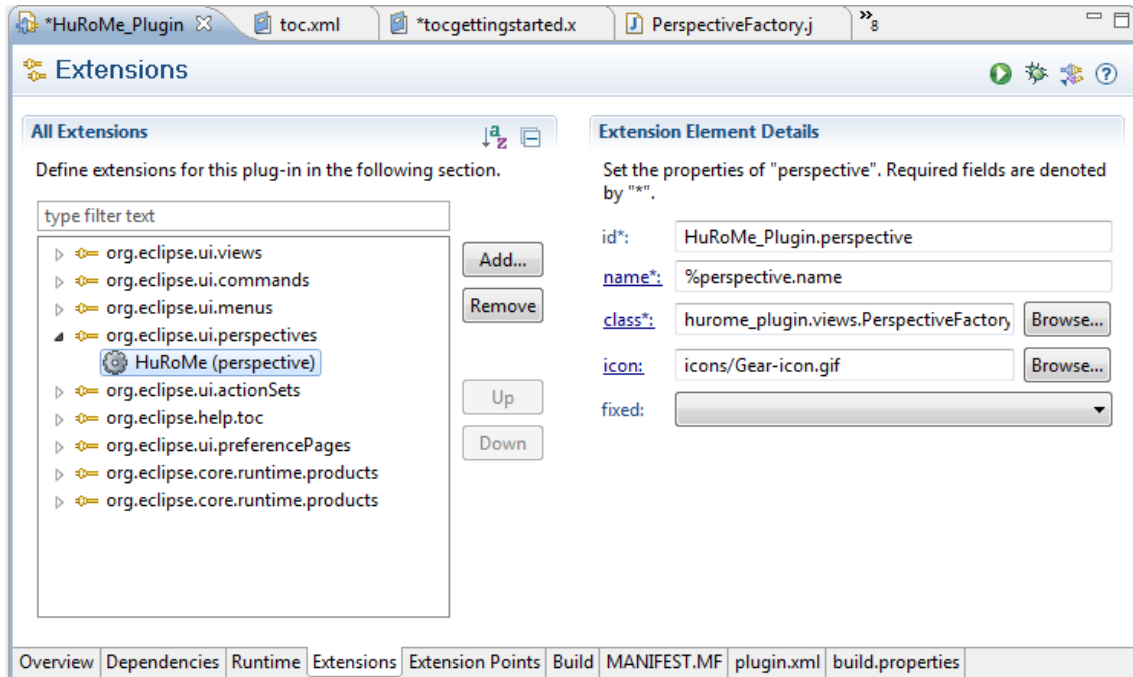 *HuRoMe_Plugin
toc.xml
*tocgettingstarted.x
PerspectiveFactory.j
»8
Extensions
All Extensions
Define extensions for this plug-in in the following section.
type filter text
org.eclipse.ui.views
org.eclipse.ui.commands
org.eclipse.ui.menus
org.eclipse.ui.perspectives
HuRoMe (perspective)
org.eclipse.ui.actionSets
org.eclipse.help.toc
org.eclipse.ui.preferencePages
org.eclipse.core.runtime.products
org.eclipse.core.runtime.products
Add...
Remove
Up
Down
Extension Element Details
Set the properties of "perspective". Required fields are denoted
by "*".
id*: HuRoMe_Plugin.perspective
name*: %perspective.name
class*: hurome_plugin.views.PerspectiveFactory Browse...
icon: icons/Gear-icon.gif Browse...
fixed:
Overview Dependencies Runtime Extensions Extension Points Build MANIFEST.MF plugin.xml build.properties